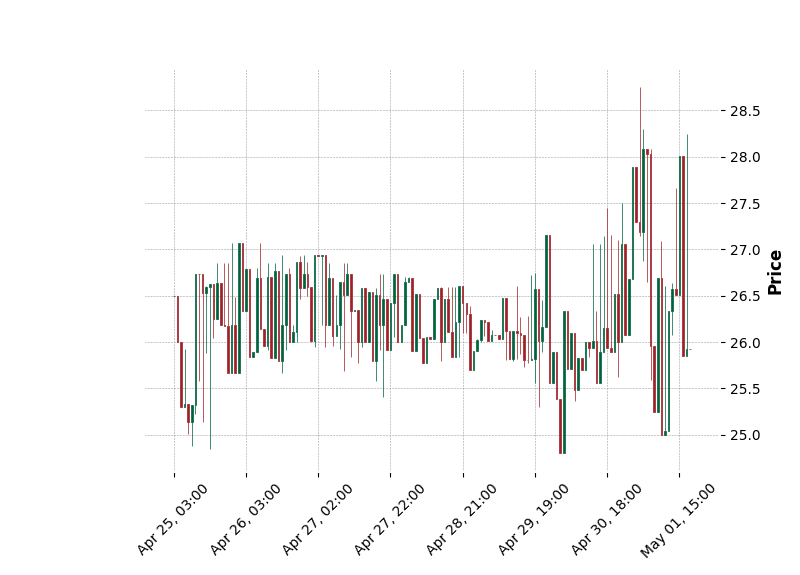 28.5
28.0
27.5
27.0
26.5
26.0
25.5
25.0
Price
Apr 25, 03:00
Apr 26, 03:00
Apr 27, 02:00
Apr 27, 22:00
Apr 28, 21:00
Apr 29, 19:00
Apr 30, 18:00
May 01, 15:00